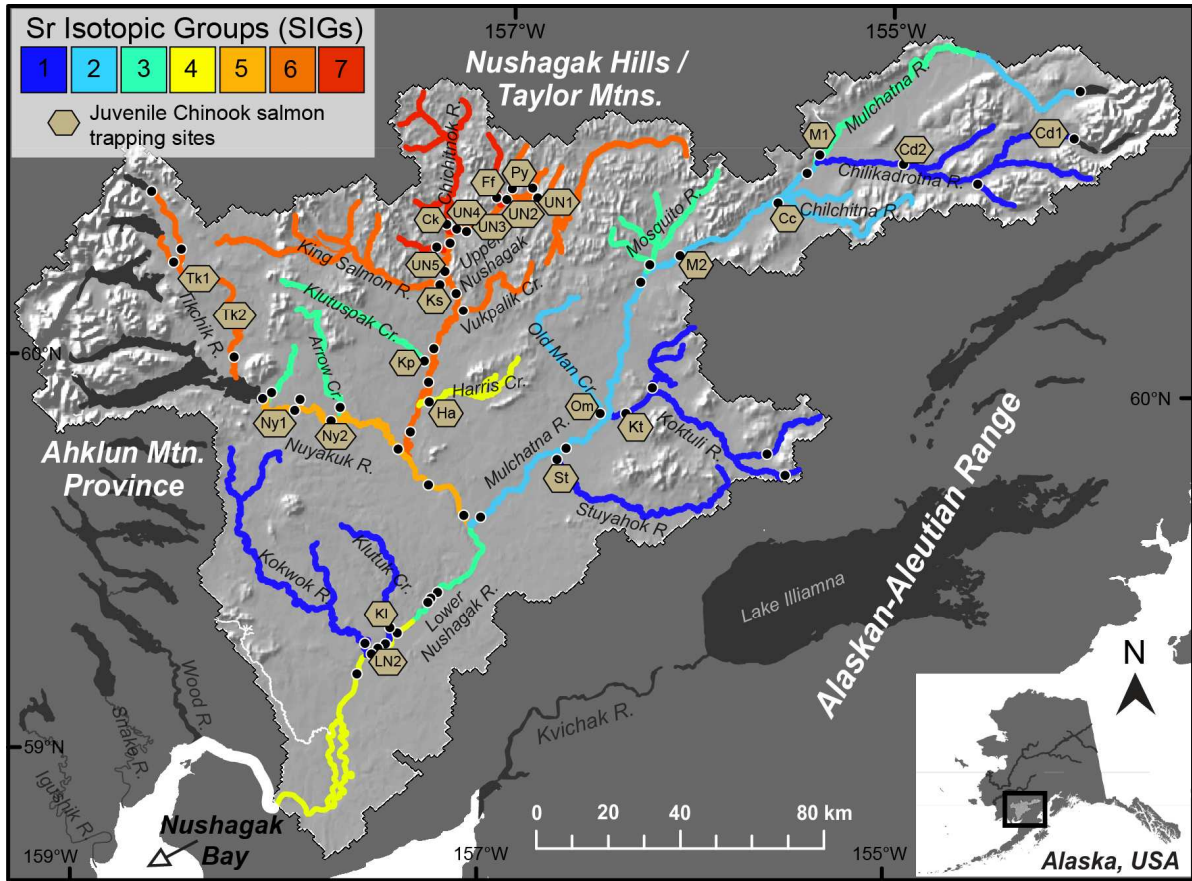 Sr Isotopic Groups (SIGs)
1 2 3 4 5 6 7
Juvenile Chinook salmon
trapping sites
157°W
155°W
Nushagak Hills /
Taylor Mtns.
Mulchatna R.
M1
Cd2
Cd1
Chilikadrotna R.
Chilchitna R.
Cc
Chichitnok R.
Ff
Py
UN1
UN2
UN3
UN4
Ck
UN5
Upper
Nushagak
King Salmon R.
Ks
Vukpalik Cr.
Mosquito R.
M2
Tk1
Tk2
Tikchik R.
Klutuspak Cr.
Kp
Arrow Cr.
Harris Cr.
Ha
Old Man Cr.
Om
Kt
Koktuli R.
60°N
60°N
Ny1
Ny2
Nuyakuk R.
Mulchatna R.
St
Stuyahok R.
Ahklun Mtn.
Province
Kokwok R.
Klutuk Cr.
Kl
LN2
Lower
Nushagak R.
Lake Illiamna
Alaskan-Aleutian Range
Kvichak R.
Wood R.
Snake R.
Igushik R.
59°N
59°N
Nushagak
Bay
0 20 40 80 km
N
Alaska, USA
159°W
157°W
155°W